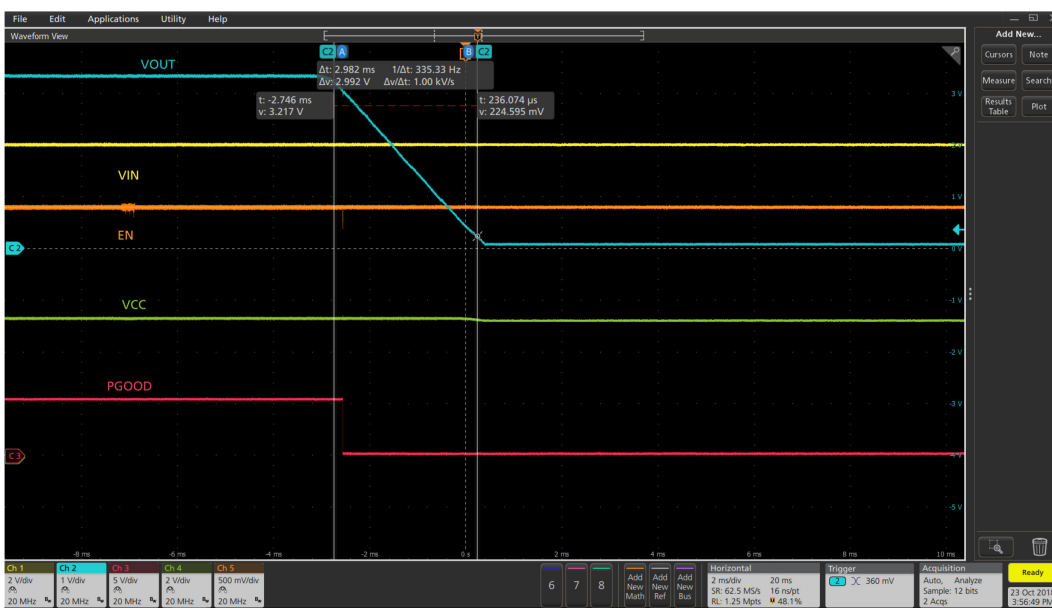 File Edit Applications Utility Help
Waveform View
Add New...
C2 A
B C2
Cursors Note
VOUT
Δt: 2.982 ms 1/Δt: 335.33 Hz
Δv: 2.992 V Δv/Δt: 1.00 kV/s
Measure Search
t: -2.746 ms
v: 3.217 V
t: 236.074 µs
v: 224.595 mV
3 V
Results Table Plot
VIN
1 V
EN
C2
0 V
VCC
-1 V
-2 V
PGOOD
-3 V
C3
-4 V
-5 V
-8 ms -6 ms -4 ms -2 ms 0 s 2 ms 4 ms 6 ms 8 ms 10 ms
Ch 1
2 V/div
20 MHz
Ch 2
1 V/div
20 MHz
Ch 3
5 V/div
20 MHz
Ch 4
2 V/div
20 MHz
Ch 5
500 mV/div
20 MHz
6 7 8
Add New Math
Add New Ref
Add New Bus
Horizontal
2 ms/div 20 ms
SR: 62.5 MS/s 16 ns/pt
RL: 1.25 Mpts 48.1%
Trigger
2 360 mV
Acquisition
Auto, Analyze
Sample: 12 bits
2 Acqs
Ready
3:56:49 PM